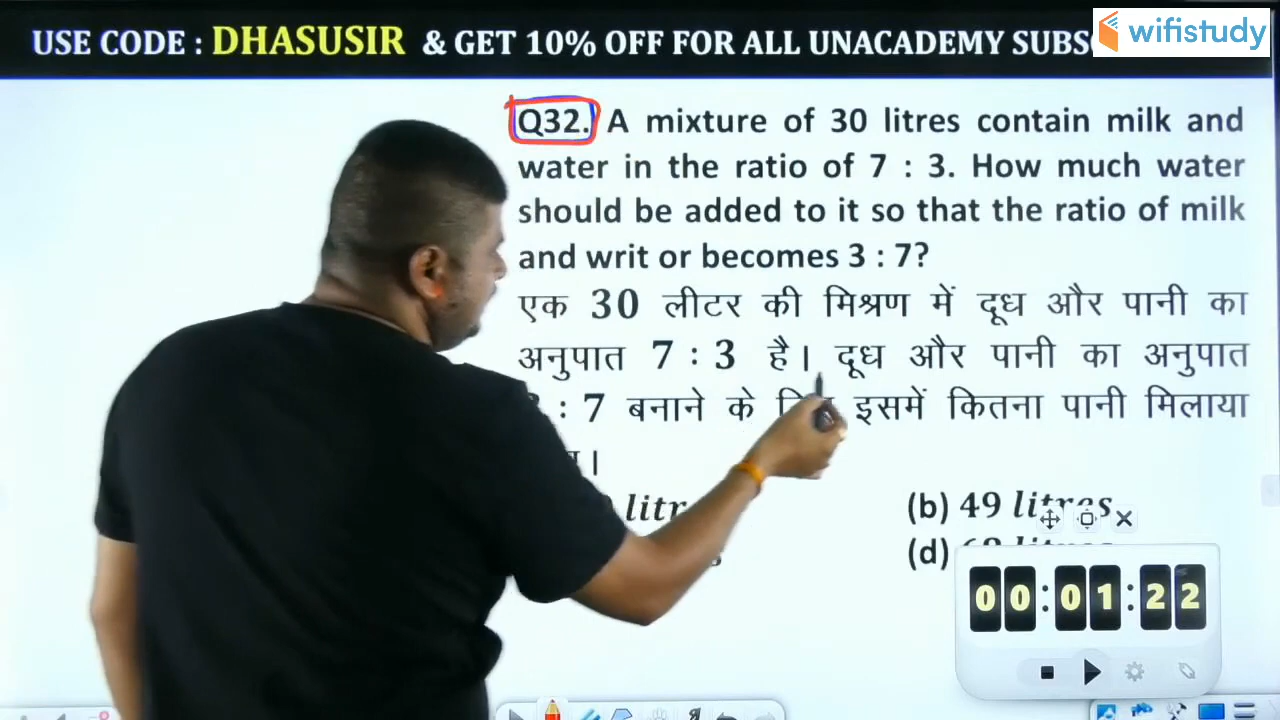 USE CODE : DHASUSIR & GET 10% OFF FOR ALL UNACADEMY SUBS
wifistudy
Q32. A mixture of 30 litres contain milk and
water in the ratio of 7 : 3. How much water
should be added to it so that the ratio of milk
and writ or becomes 3 : 7?
एक 30 लीटर की मिश्रण में दूध और पानी का
अनुपात 7 : 3 है। दूध और पानी का अनुपात
: 7 बनाने के इसमें कितना पानी मिलाया
(b) 49 litres
(d)
00:01:22